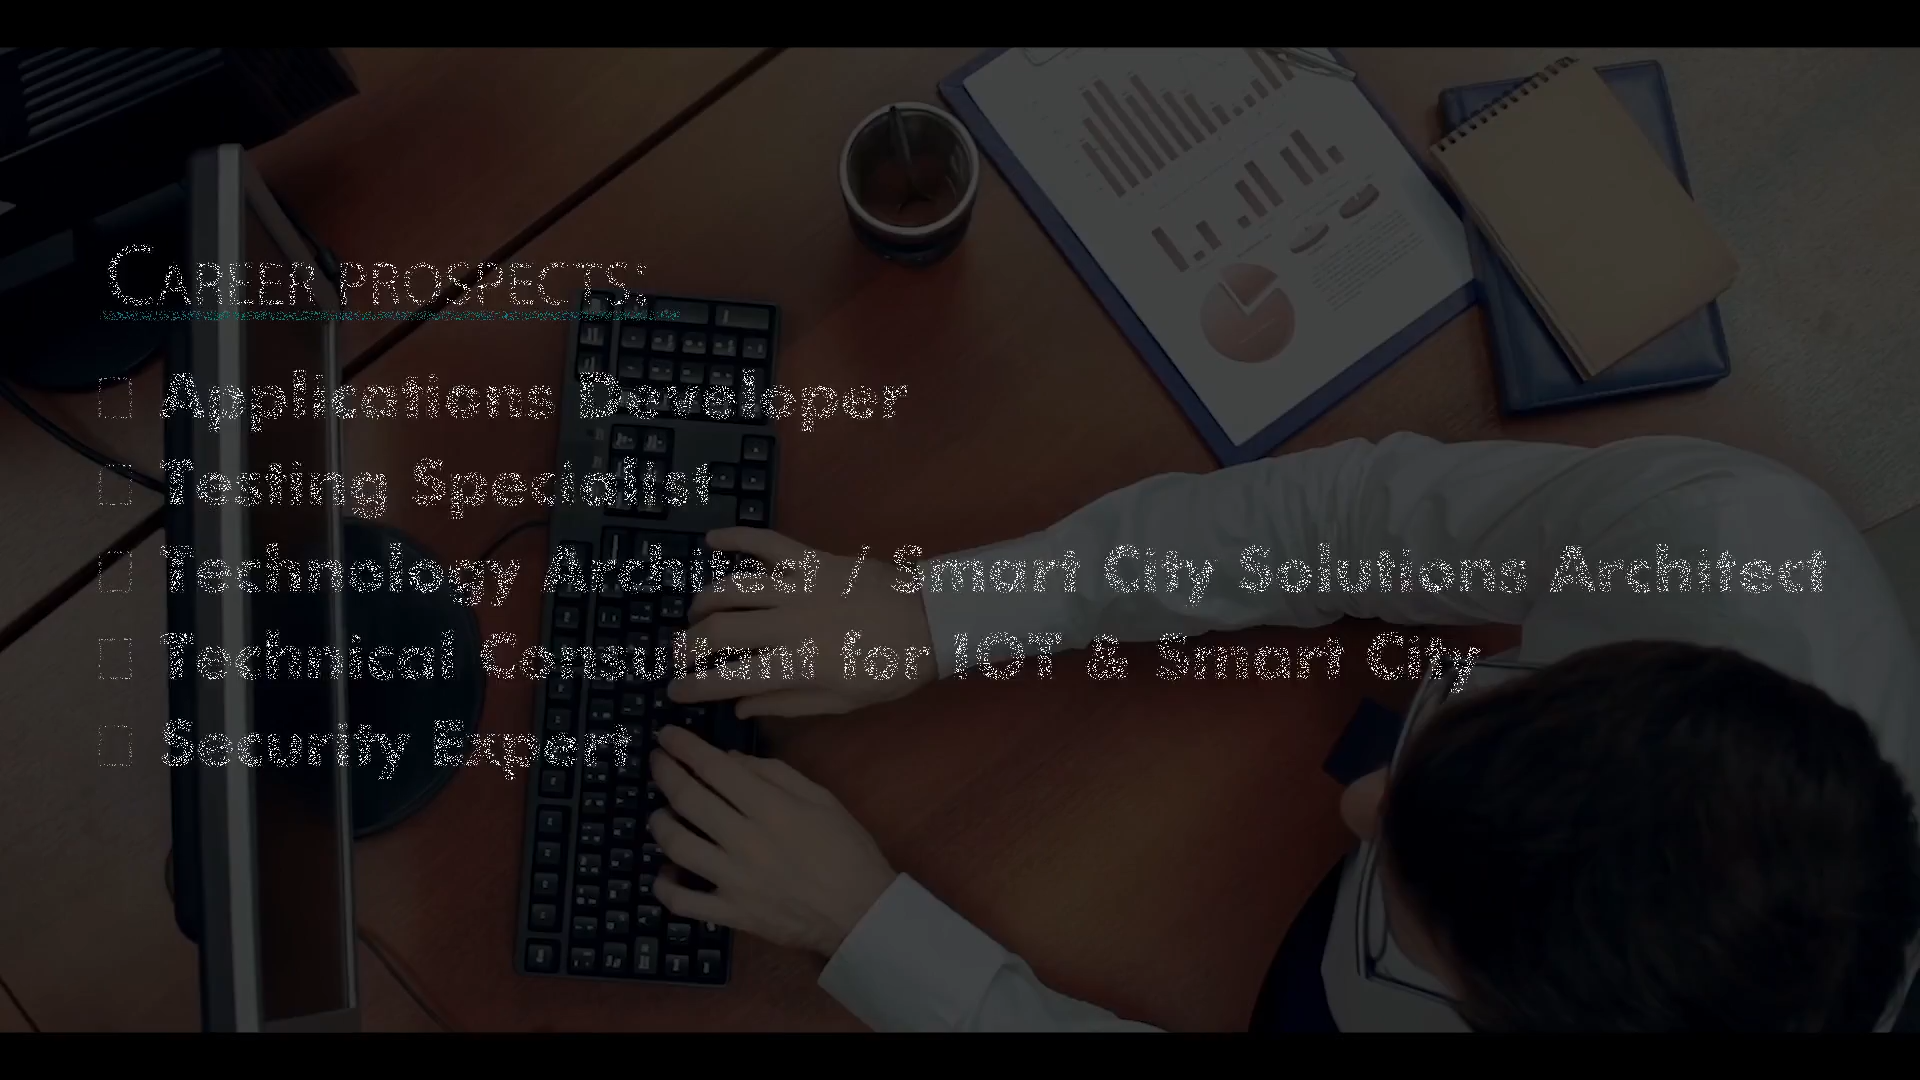 Career prospects:
Applications Developer
Testing Specialist
Technology Architect / Smart City Solutions Architect
Technical Consultant for IOT & Smart City
Security Expert